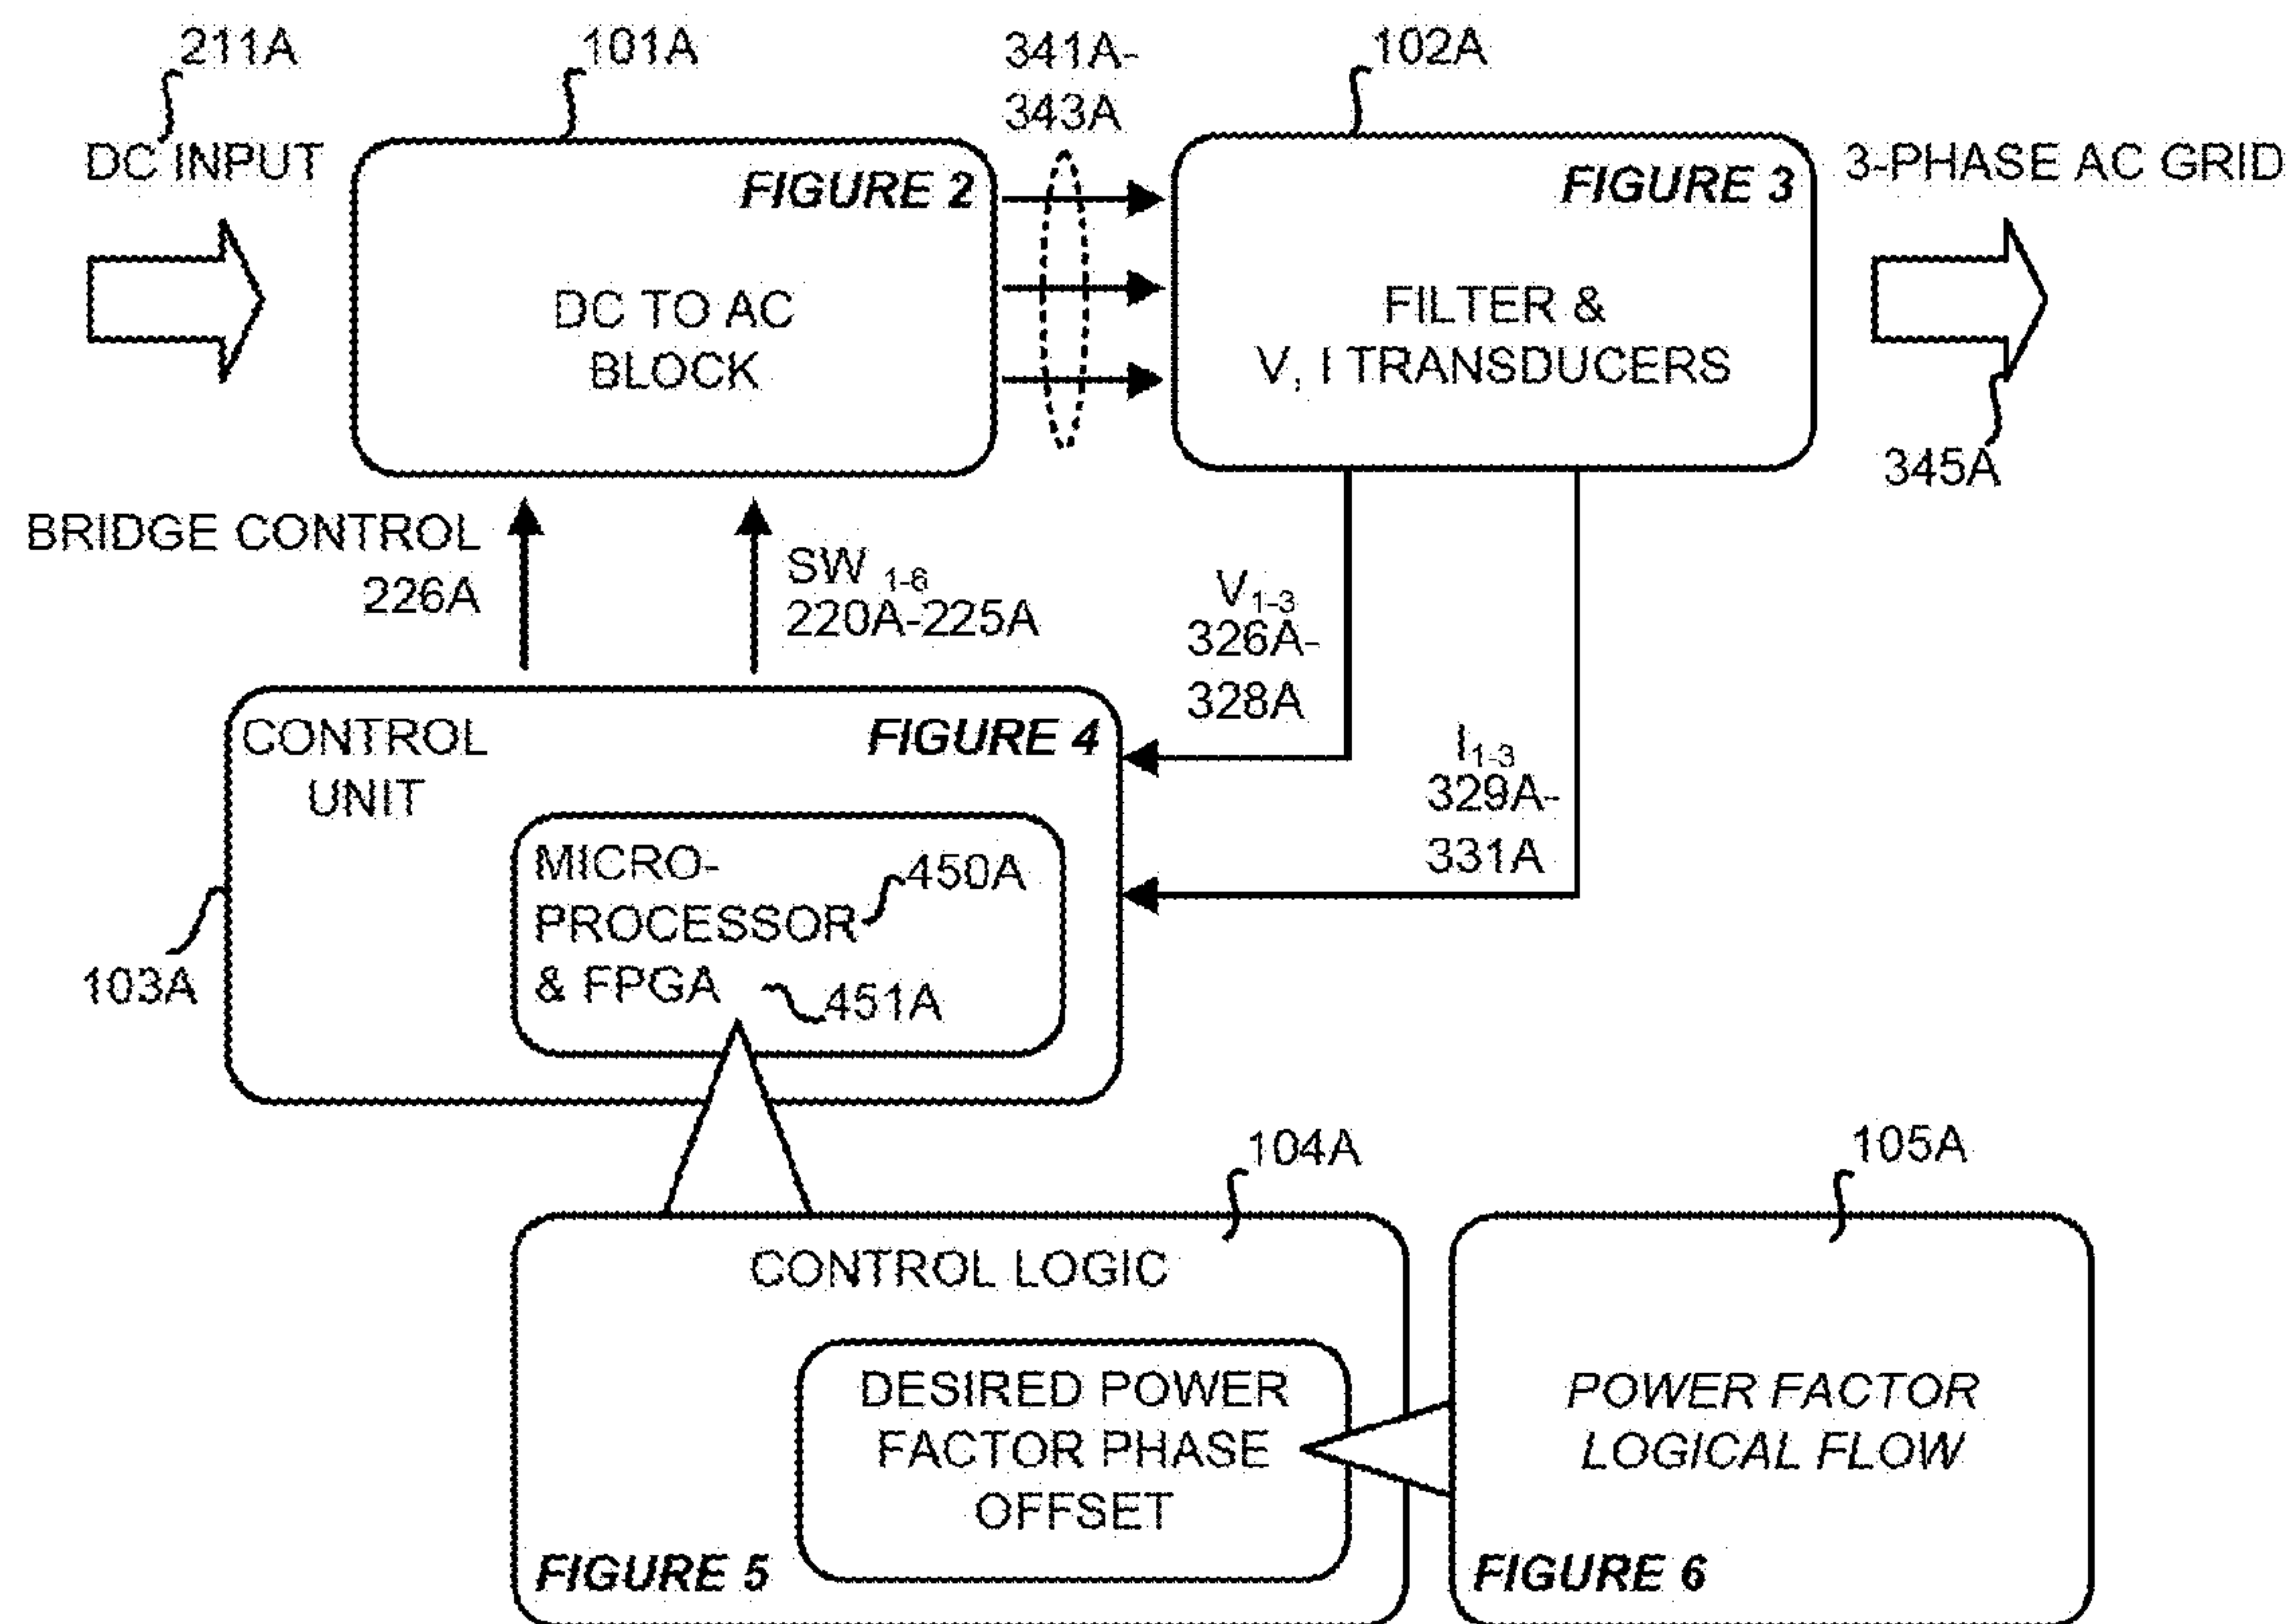 211A
101A
341A-
343A
102A
DC INPUT
FIGURE 2
DC TO AC
BLOCK
FIGURE 3
FILTER &
V, I TRANSDUCERS
3-PHASE AC GRID
345A
BRIDGE CONTROL
226A
SW 1-6
220A-225A
V1-3
326A-
328A
I1-3
329A-
331A
CONTROL
UNIT
FIGURE 4
MICRO-
PROCESSOR
& FPGA
450A
451A
103A
104A
105A
CONTROL LOGIC
DESIRED POWER
FACTOR PHASE
OFFSET
FIGURE 5
POWER FACTOR
LOGICAL FLOW
FIGURE 6